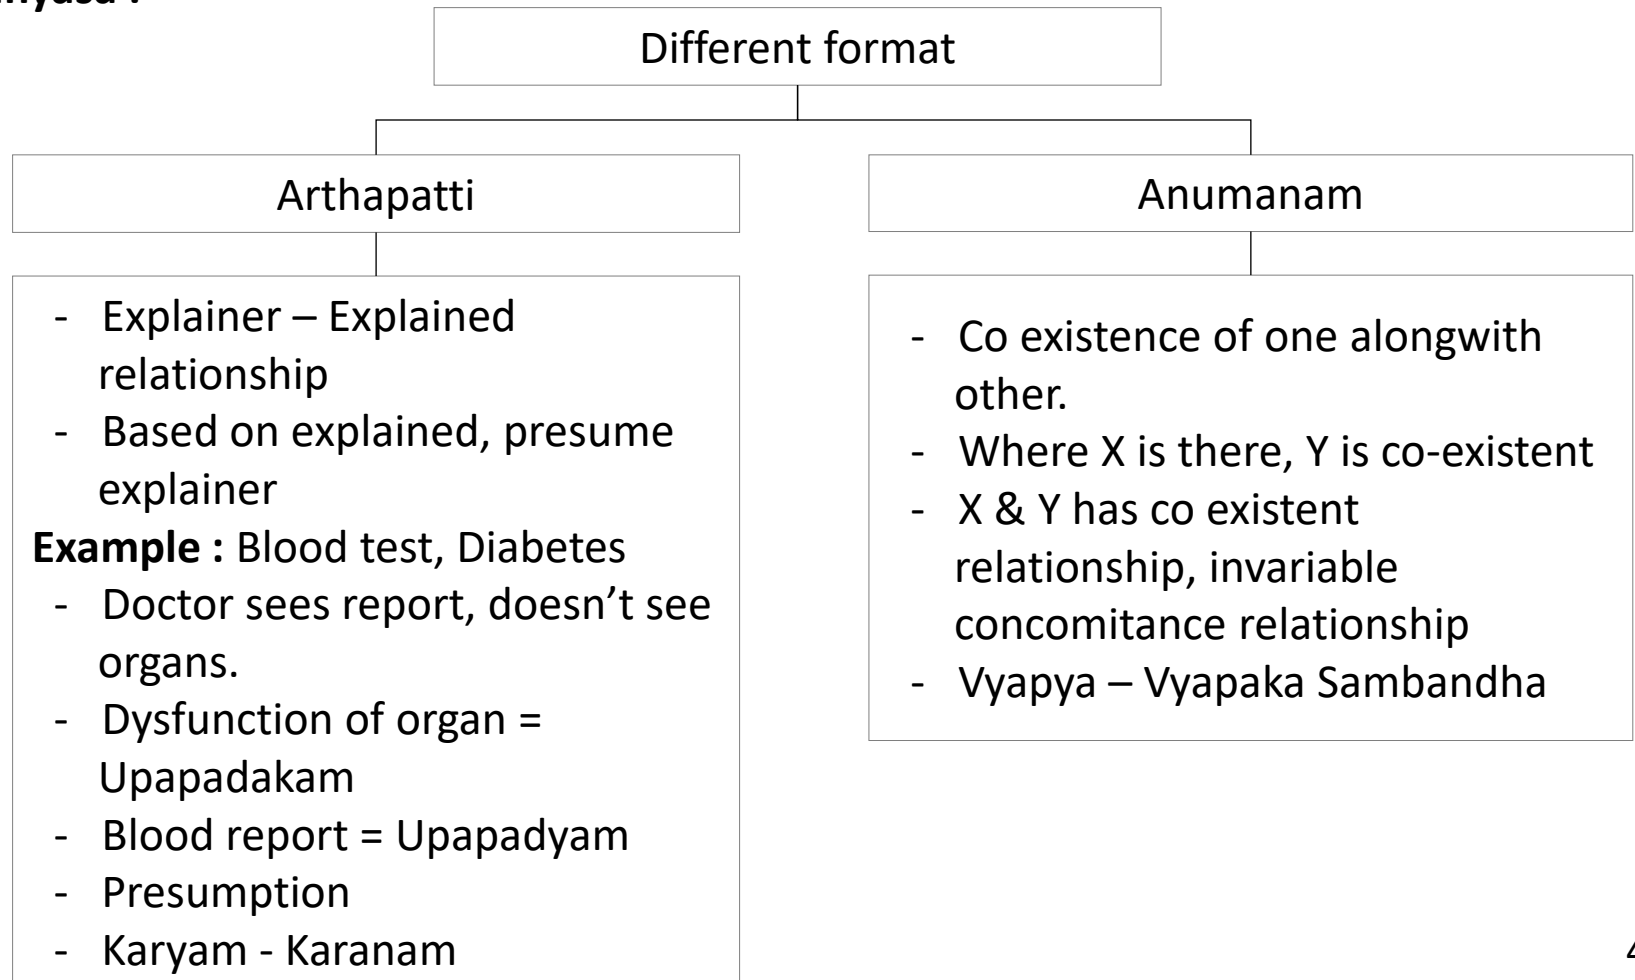 Different format
Arthapatti
- Explainer – Explained
relationship
- Based on explained, presume
explainer
Example : Blood test, Diabetes
- Doctor sees report, doesn’t see
organs.
- Dysfunction of organ =
Upapadakam
- Blood report = Upapadyam
- Presumption
- Karyam - Karanam
Anumanam
- Co existence of one alongwith
other.
- Where X is there, Y is co-existent
- X & Y has co existent
relationship, invariable
concomitance relationship
- Vyapya – Vyapaka Sambandha